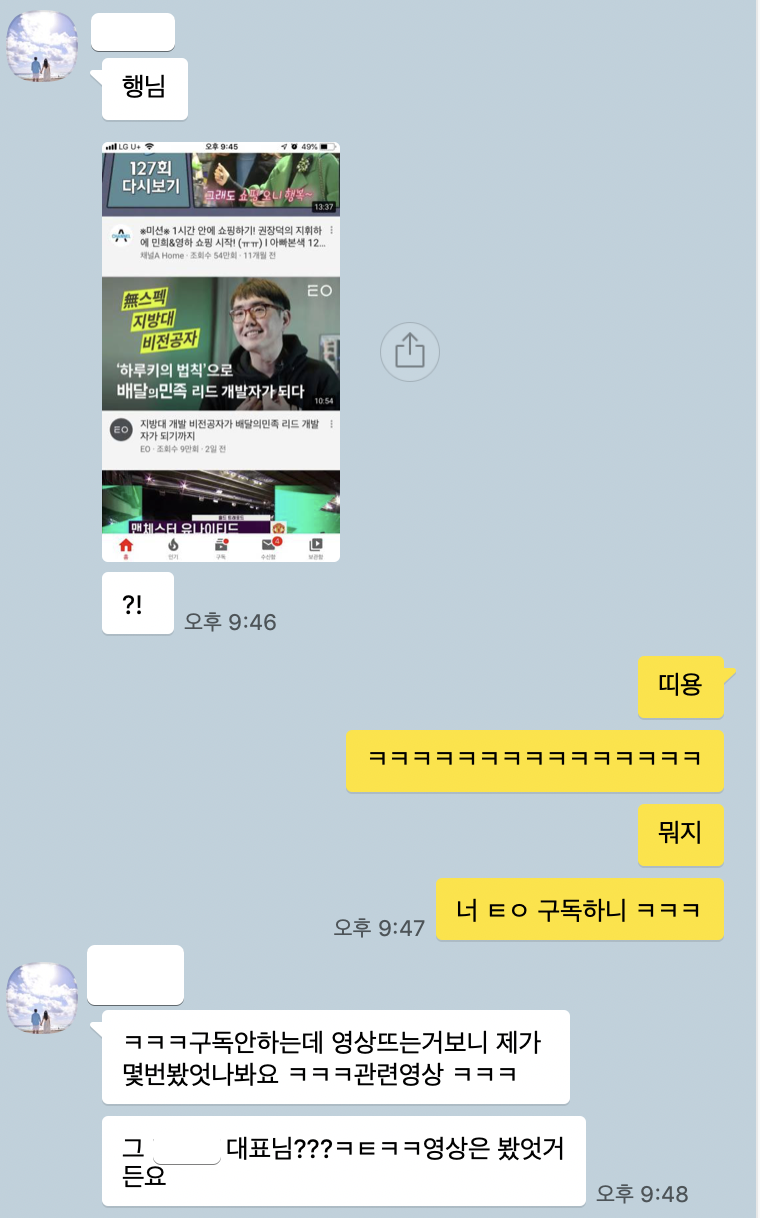 행님
LG U+
오후 9:45
49%
127회
다시보기
그래도 쇼핑 오니 행복~
13:37
※미션※ 1시간 안에 쇼핑하기! 권장덕의 지휘하
에 민희&영하 쇼핑 시작! (ㅠㅠ) l 아빠본색 12...
채널A Home · 조회수 54만회 · 11개월 전
EO
無스펙
지방대
비전공자
'하루키의 법칙'으로
배달의민족 리드 개발자가 되다
10:54
EO
지방대 개발 비전공자가 배달의민족 리드 개발
자가 되기까지
EO · 조회수 9만회 · 2일 전
맨체스터 유나이티드
4
홈
인기
구독
수신함
보관함
?!
오후 9:46
띠용
ㅋㅋㅋㅋㅋㅋㅋㅋㅋㅋㅋㅋㅋㅋㅋ
뭐지
너 ㅌㅇ 구독하니 ㅋㅋㅋ
오후 9:47
ㅋㅋㅋ구독안하는데 영상뜨는거보니 제가
몇번봤엇나봐요 ㅋㅋㅋ관련영상 ㅋㅋㅋ
그 대표님???ㅋㅌㅋㅋ영상은 봤엇거
든요
오후 9:48